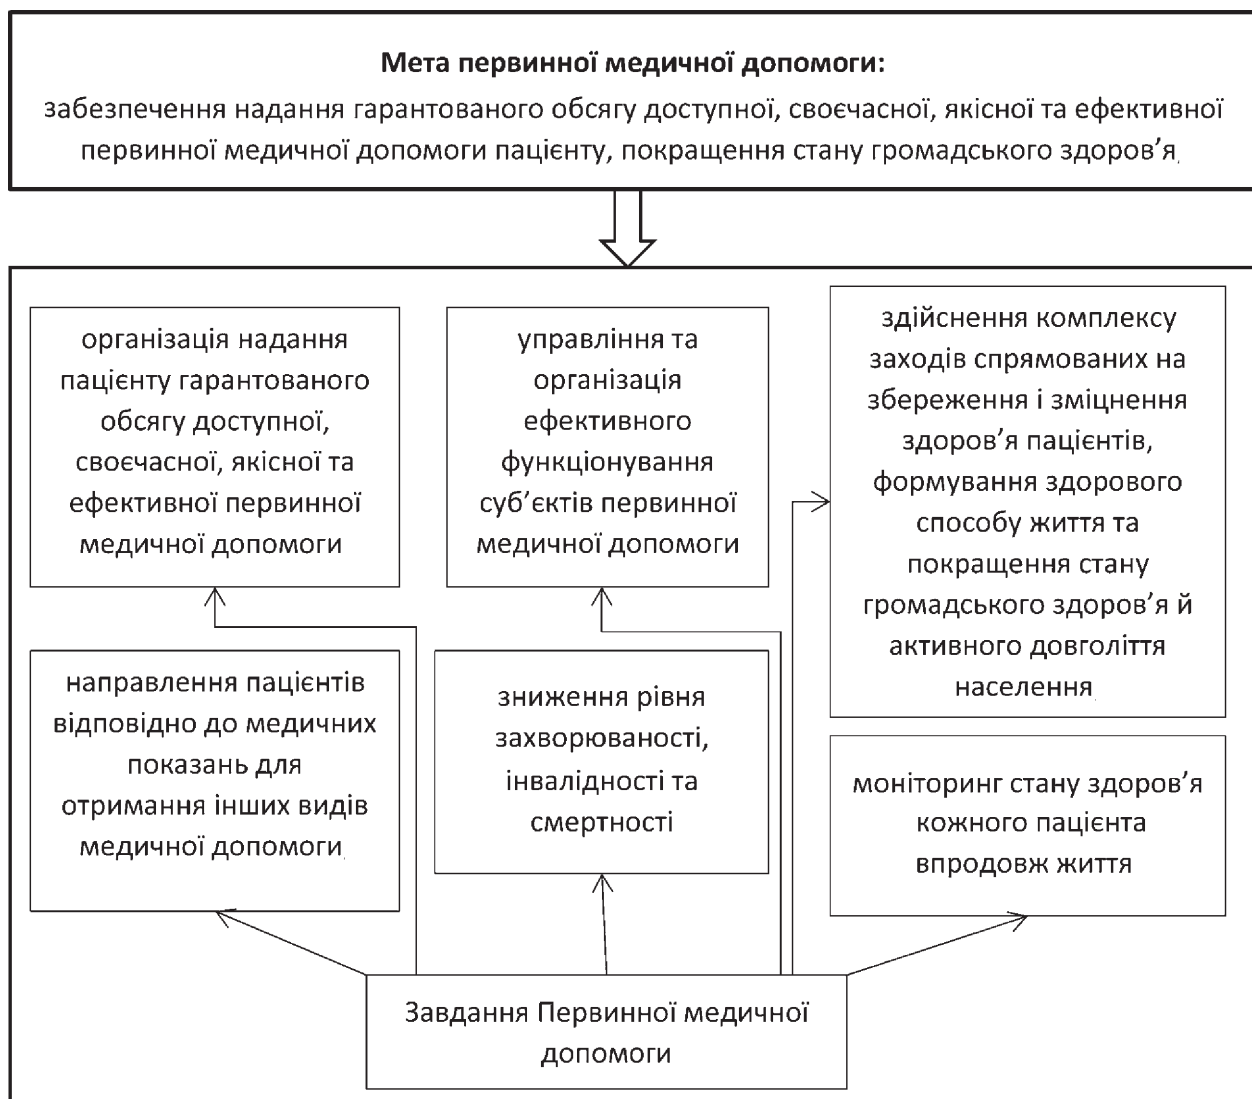 Мета первинної медичної допомоги:
забезпечення надання гарантованого обсягу доступної, своєчасної, якісної та ефективної
первинної медичної допомоги пацієнту, покращення стану громадського здоров’я
організація надання
пацієнту гарантованого
обсягу доступної,
своєчасної, якісної та
ефективної первинної
медичної допомоги
управління та
організація
ефективного
функціонування
суб’єктів первинної
медичної допомоги
здійснення комплексу
заходів спрямованих на
збереження і зміцнення
здоров’я пацієнтів,
формування здорового
способу життя та
покращення стану
громадського здоров’я й
активного довголіття
населення
направлення пацієнтів
відповідно до медичних
показань для
отримання інших видів
медичної допомоги
зниження рівня
захворюваності,
інвалідності та
смертності
моніторинг стану здоров’я
кожного пацієнта
впродовж життя
Завдання Первинної медичної
допомоги